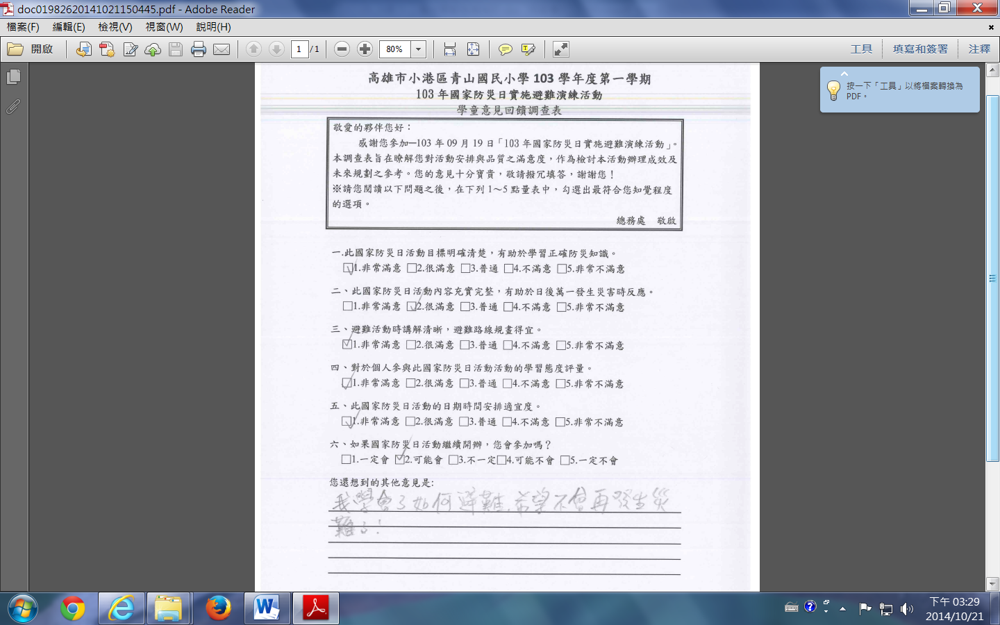 doc01982620141021150445.pdf - Adobe Reader
檔案(F) 編輯(E) 檢視(V) 視窗(W) 說明(H)
開啟 1 / 1 80% 工具 填寫和簽署 注釋
按一下「工具」以將檔案轉換為
PDF。
高雄市小港區青山國民小學 103 學年度第一學期
103 年國家防災日實施避難演練活動
學童意見回饋調查表
敬愛的夥伴您好：
感謝您參加─103 年 09 月 19 日「103 年國家防災日實施避難演練活動」。
本調查表旨在瞭解您對活動安排與品質之滿意度，作為檢討本活動辦理成效及
未來規劃之參考。您的意見十分寶貴，敬請撥冗填答，謝謝您！
※請您閱讀以下問題之後，在下列 1～5 點量表中，勾選出最符合您知覺程度
的選項。
總務處 敬啟
一.此國家防災日活動目標明確清楚，有助於學習正確防災知識。
☑1.非常滿意 □2.很滿意 □3.普通 □4.不滿意 □5.非常不滿意
二、此國家防災日活動內容充實完整，有助於日後萬一發生災害時反應。
□1.非常滿意 ☑2.很滿意 □3.普通 □4.不滿意 □5.非常不滿意
三、避難活動時講解清晰，避難路線規畫得宜。
☑1.非常滿意 □2.很滿意 □3.普通 □4.不滿意 □5.非常不滿意
四、對於個人參與此國家防災日活動活動的學習態度評量。
☑1.非常滿意 □2.很滿意 □3.普通 □4.不滿意 □5.非常不滿意
五、此國家防災日活動的日期時間安排適宜度。
☑1.非常滿意 □2.很滿意 □3.普通 □4.不滿意 □5.非常不滿意
六、如果國家防災日活動繼續開辦，您會參加嗎？
□1.一定會 ☑2.可能會 □3.不一定□4.可能不會 □5.一定不會
您還想到的其他意見是:
我學會了如何避難.希望不會再發生災
難了!
下午 03:29
2014/10/21